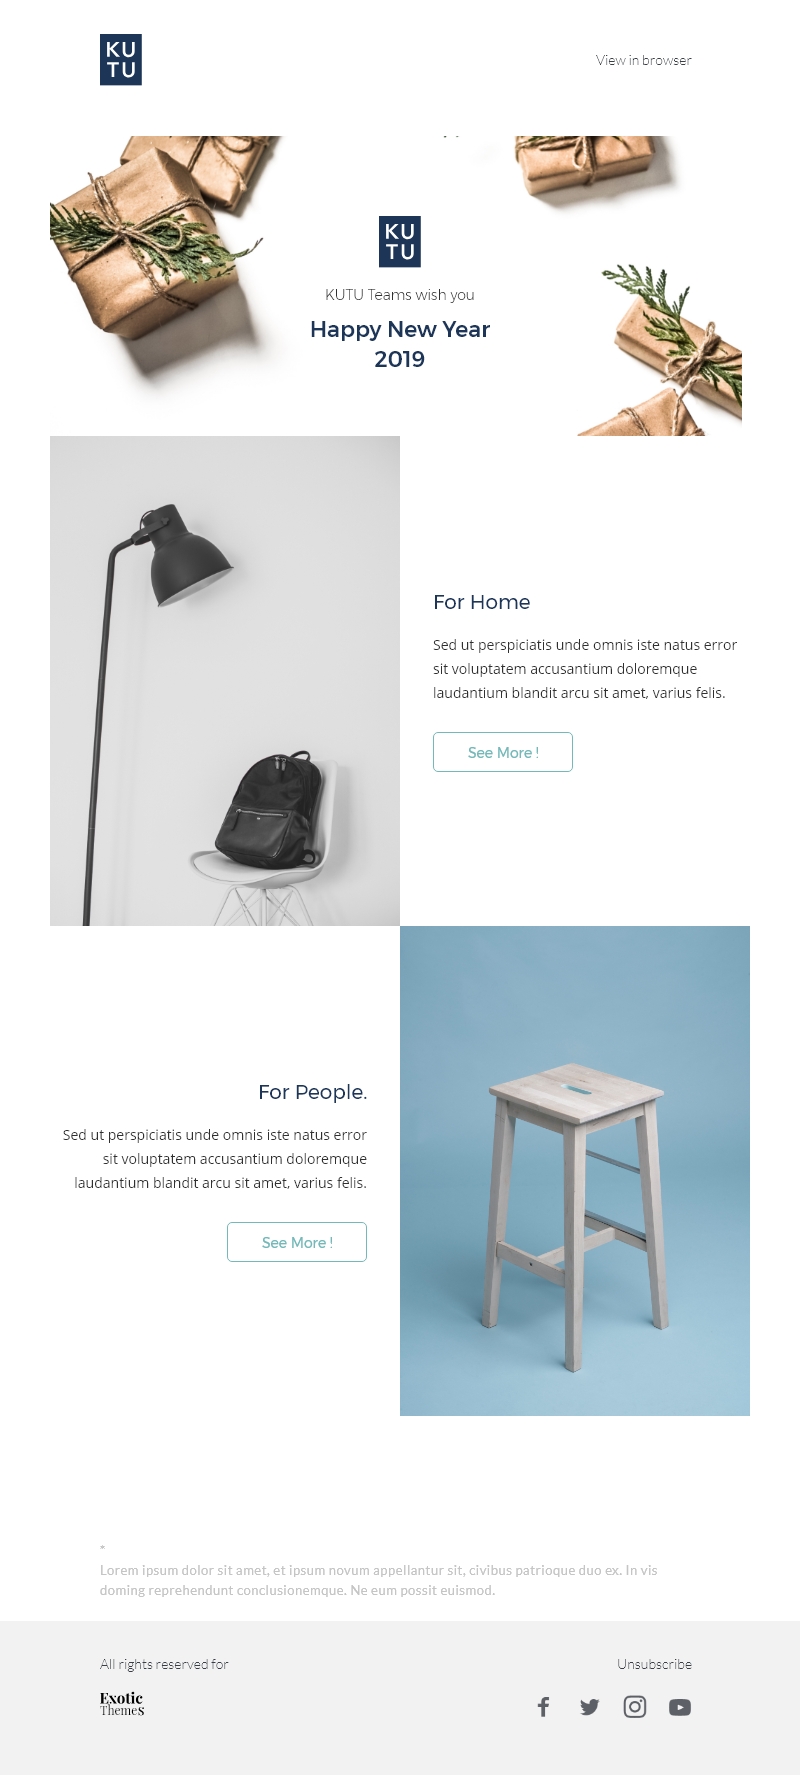 KU
TU
View in browser
KU
TU
KUTU Teams wish you
Happy New Year
2019
For Home
Sed ut perspiciatis unde omnis iste natus error
sit voluptatem accusantium doloremque
laudantium blandit arcu sit amet, varius felis.
See More !
For People.
Sed ut perspiciatis unde omnis iste natus error
sit voluptatem accusantium doloremque
laudantium blandit arcu sit amet, varius felis.
See More !
*
Lorem ipsum dolor sit amet, et ipsum novum appellantur sit, civibus patrioque duo ex. In vis
doming reprehendunt conclusionemque. Ne eum possit euismod.
All rights reserved for
Unsubscribe
Exotic
Themes